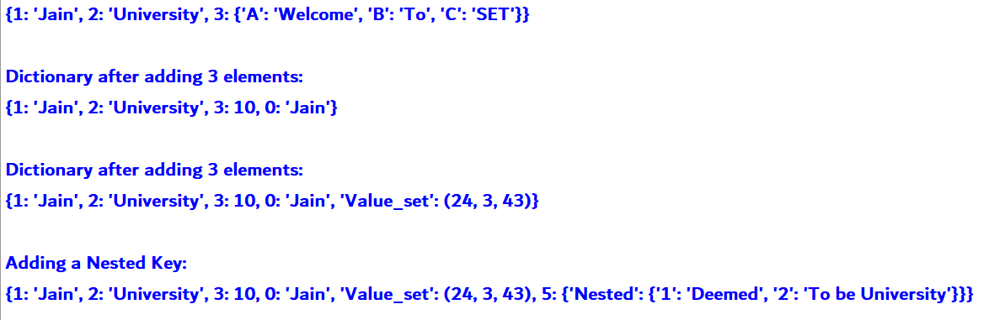 {1: 'Jain', 2: 'University', 3: {'A': 'Welcome', 'B': 'To', 'C': 'SET'}}
Dictionary after adding 3 elements:
{1: 'Jain', 2: 'University', 3: 10, 0: 'Jain'}
Dictionary after adding 3 elements:
{1: 'Jain', 2: 'University', 3: 10, 0: 'Jain', 'Value_set': (24, 3, 43)}
Adding a Nested Key:
{1: 'Jain', 2: 'University', 3: 10, 0: 'Jain', 'Value_set': (24, 3, 43), 5: {'Nested': {'1': 'Deemed', '2': 'To be University'}}}